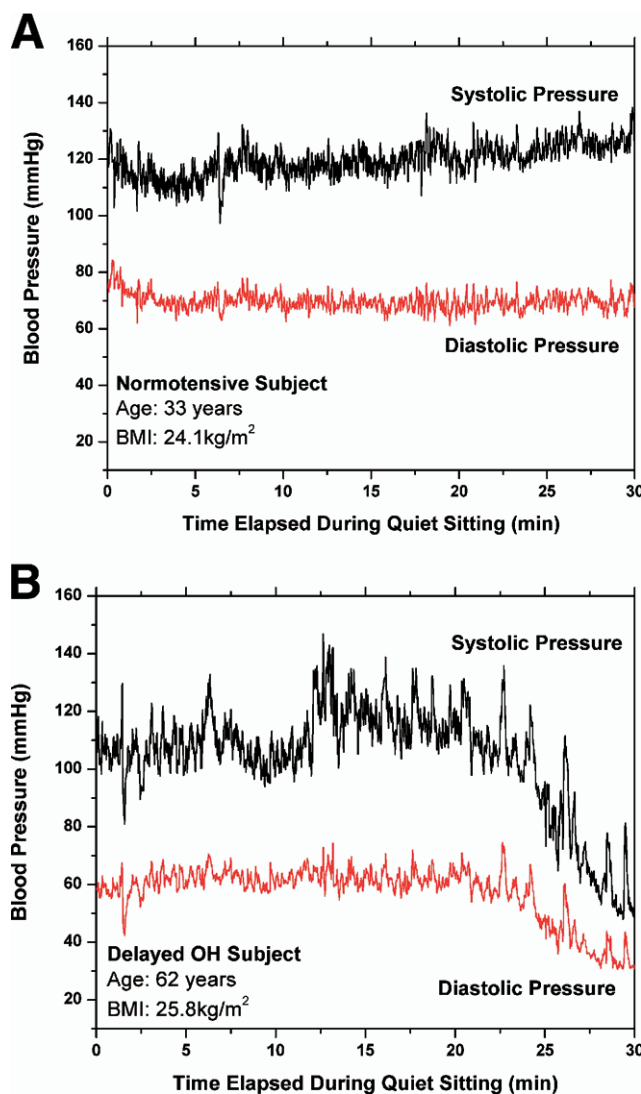 A
160
140
120
100
80
60
40
20
Blood Pressure (mmHg)
Systolic Pressure
Diastolic Pressure
Normotensive Subject
Age: 33 years
BMI: 24.1kg/m²
0 5 10 15 20 25 30
Time Elapsed During Quiet Sitting (min)
B
160
140
120
100
80
60
40
20
Blood Pressure (mmHg)
Systolic Pressure
Delayed OH Subject
Age: 62 years
BMI: 25.8kg/m²
Diastolic Pressure
0 5 10 15 20 25 30
Time Elapsed During Quiet Sitting (min)